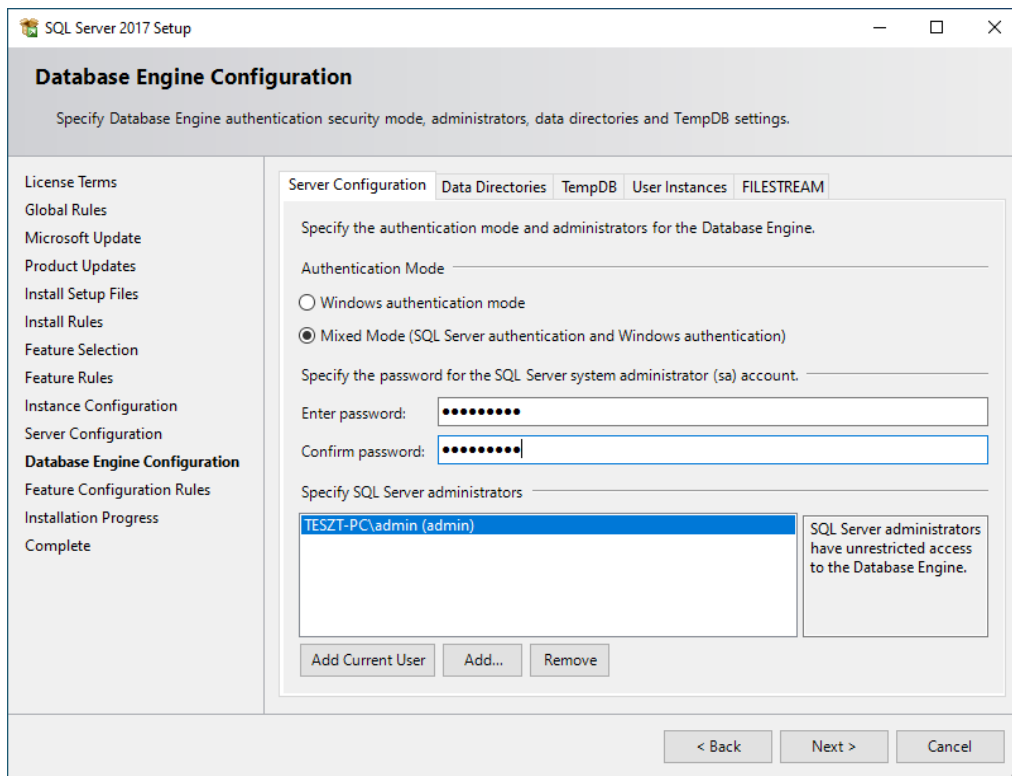 SQL Server 2017 Setup
Database Engine Configuration
Specify Database Engine authentication security mode, administrators, data directories and TempDB settings.
License Terms
Global Rules
Microsoft Update
Product Updates
Install Setup Files
Install Rules
Feature Selection
Feature Rules
Instance Configuration
Server Configuration
Database Engine Configuration
Feature Configuration Rules
Installation Progress
Complete
Server Configuration Data Directories TempDB User Instances FILESTREAM
Specify the authentication mode and administrators for the Database Engine.
Authentication Mode
Windows authentication mode
Mixed Mode (SQL Server authentication and Windows authentication)
Specify the password for the SQL Server system administrator (sa) account.
Enter password: ●●●●●●●●●
Confirm password: ●●●●●●●●●
Specify SQL Server administrators
TESZT-PC\admin (admin)
SQL Server administrators
have unrestricted access
to the Database Engine.
Add Current User Add... Remove
< Back Next > Cancel